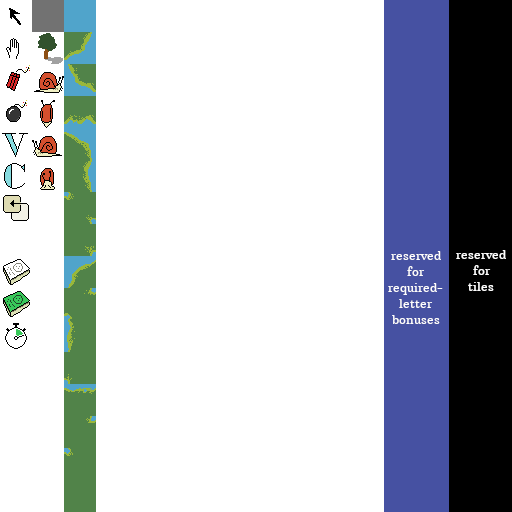 V
C
reserved
for
required-
letter
bonuses
reserved
for
tiles